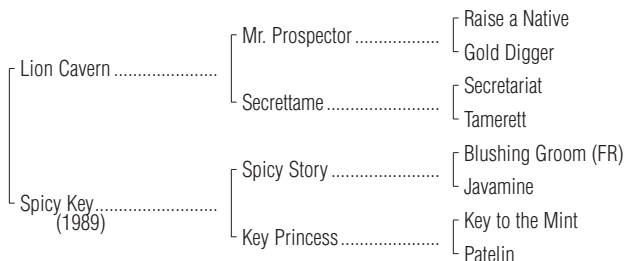 Raise a Native
Mr. Prospector ..................
Gold Digger
Lion Cavern ......................
Secretariat
Secrettame ........................
Tamerett
Blushing Groom (FR)
Spicy Story .......................
Javamine
Spicy Key..........................
(1989)
Key to the Mint
Key Princess.....................
Patelin